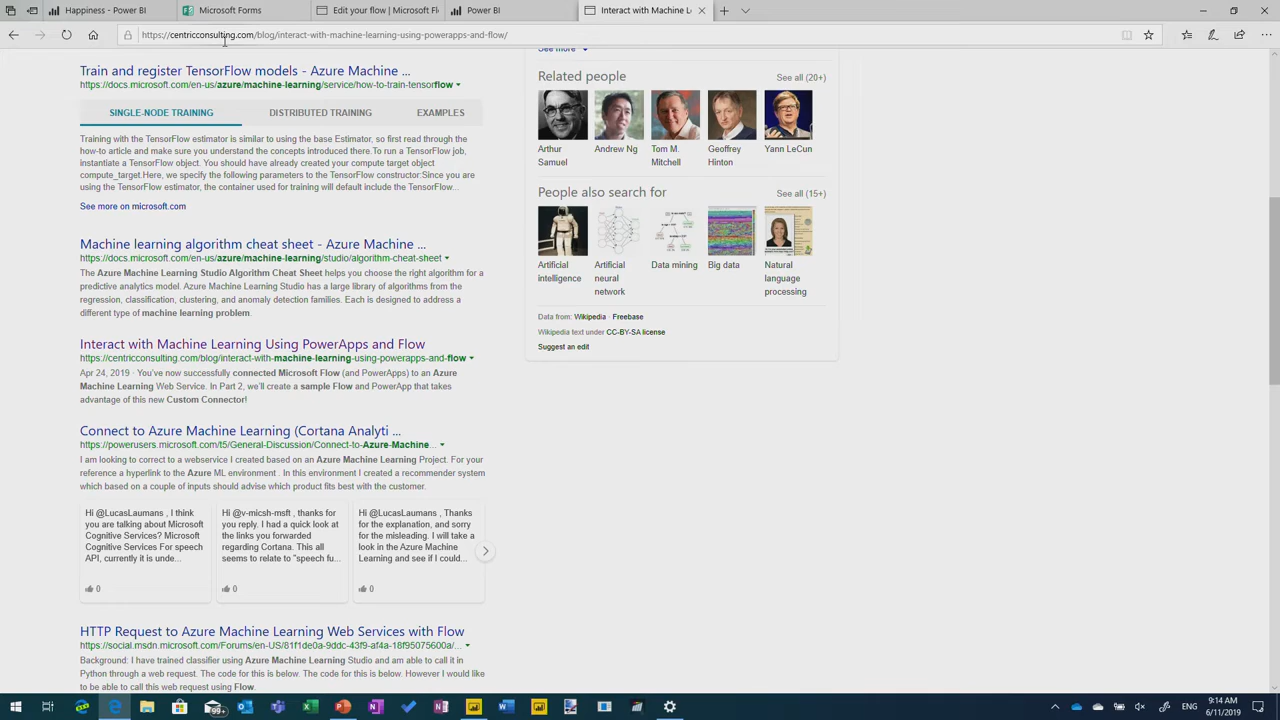 Happiness - Power BI
Microsoft Forms
Edit your flow | Microsoft Fl
Power BI
Interact with Machine L
https://centricconsulting.com/blog/interact-with-machine-learning-using-powerapps-and-flow/
See more
Train and register TensorFlow models - Azure Machine ...
https://docs.microsoft.com/en-us/azure/machine-learning/service/how-to-train-tensorflow
SINGLE-NODE TRAINING
DISTRIBUTED TRAINING
EXAMPLES
Training with the TensorFlow estimator is similar to using the base Estimator, so first read through the
how-to article and make sure you understand the concepts introduced there.To run a TensorFlow job,
instantiate a TensorFlow object. You should have already created your compute target object
compute_target.Here, we specify the following parameters to the TensorFlow constructor:Since you are
using the TensorFlow estimator, the container used for training will default include the TensorFlow...
See more on microsoft.com
Machine learning algorithm cheat sheet - Azure Machine ...
https://docs.microsoft.com/en-us/azure/machine-learning/studio/algorithm-cheat-sheet
The Azure Machine Learning Studio Algorithm Cheat Sheet helps you choose the right algorithm for a
predictive analytics model. Azure Machine Learning Studio has a large library of algorithms from the
regression, classification, clustering, and anomaly detection families. Each is designed to address a
different type of machine learning problem.
Interact with Machine Learning Using PowerApps and Flow
https://centricconsulting.com/blog/interact-with-machine-learning-using-powerapps-and-flow
Apr 24, 2019 · You've now successfully connected Microsoft Flow (and PowerApps) to an Azure
Machine Learning Web Service. In Part 2, we'll create a sample Flow and PowerApp that takes
advantage of this new Custom Connector!
Connect to Azure Machine Learning (Cortana Analyti ...
https://powerusers.microsoft.com/t5/General-Discussion/Connect-to-Azure-Machine...
I am looking to correct to a webservice I created based on an Azure Machine Learning Project. For your
reference a hyperlink to the Azure ML environment . In this environment I created a recommender system
which based on a couple of inputs should advise which product fits best with the customer.
Hi @LucasLaumans , I think
you are talking about Microsoft
Cognitive Services? Microsoft
Cognitive Services For speech
API, currently it is unde...
0
Hi @v-micsh-msft , thanks for
you reply. I had a quick look at
the links you forwarded
regarding Cortana. This all
seems to relate to "speech fu...
0
Hi @LucasLaumans , Thanks
for the explanation, and sorry
for the misleading. I will take a
look in the Azure Machine
Learning and see if I could...
0
HTTP Request to Azure Machine Learning Web Services with Flow
https://social.msdn.microsoft.com/Forums/en-US/81f1de0a-9ddc-43f9-af4a-18f95075600a/...
Background: I have trained classifier using Azure Machine Learning Studio and am able to call it in
Python through a web request. The code for this is below. The code for this is below. However I would like
to be able to call this web request using Flow.
Related people
See all (20+)
Arthur
Samuel
Andrew Ng
Tom M.
Mitchell
Geoffrey
Hinton
Yann LeCun
People also search for
See all (15+)
Artificial
intelligence
Artificial
neural
network
Data mining
Big data
Natural
language
processing
Data from: Wikipedia · Freebase
Wikipedia text under CC-BY-SA license
Suggest an edit
99+
ENG
9:14 AM
6/11/2019